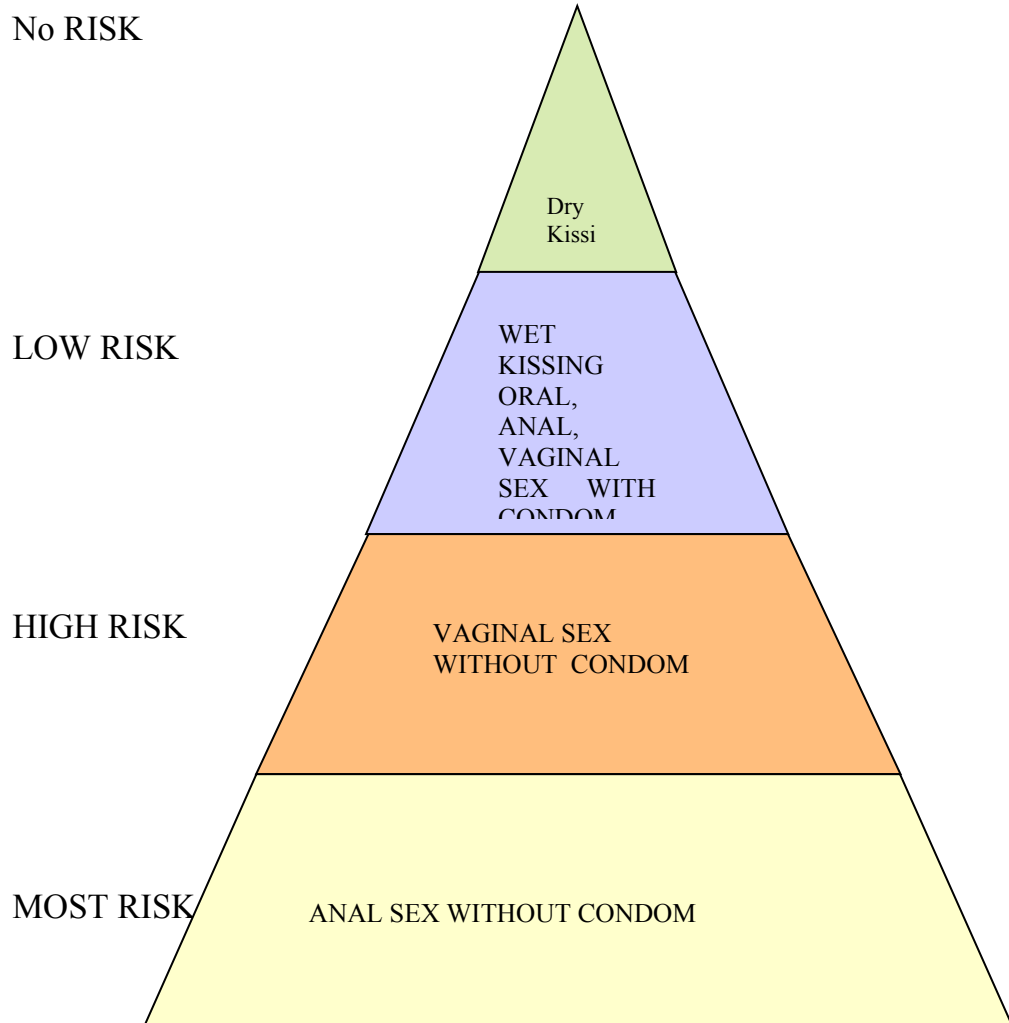 No RISK
Dry
Kissi
LOW RISK
WET
KISSING
ORAL,
ANAL,
VAGINAL
SEX WITH
CONDOM
HIGH RISK
VAGINAL SEX
WITHOUT CONDOM
MOST RISK
ANAL SEX WITHOUT CONDOM